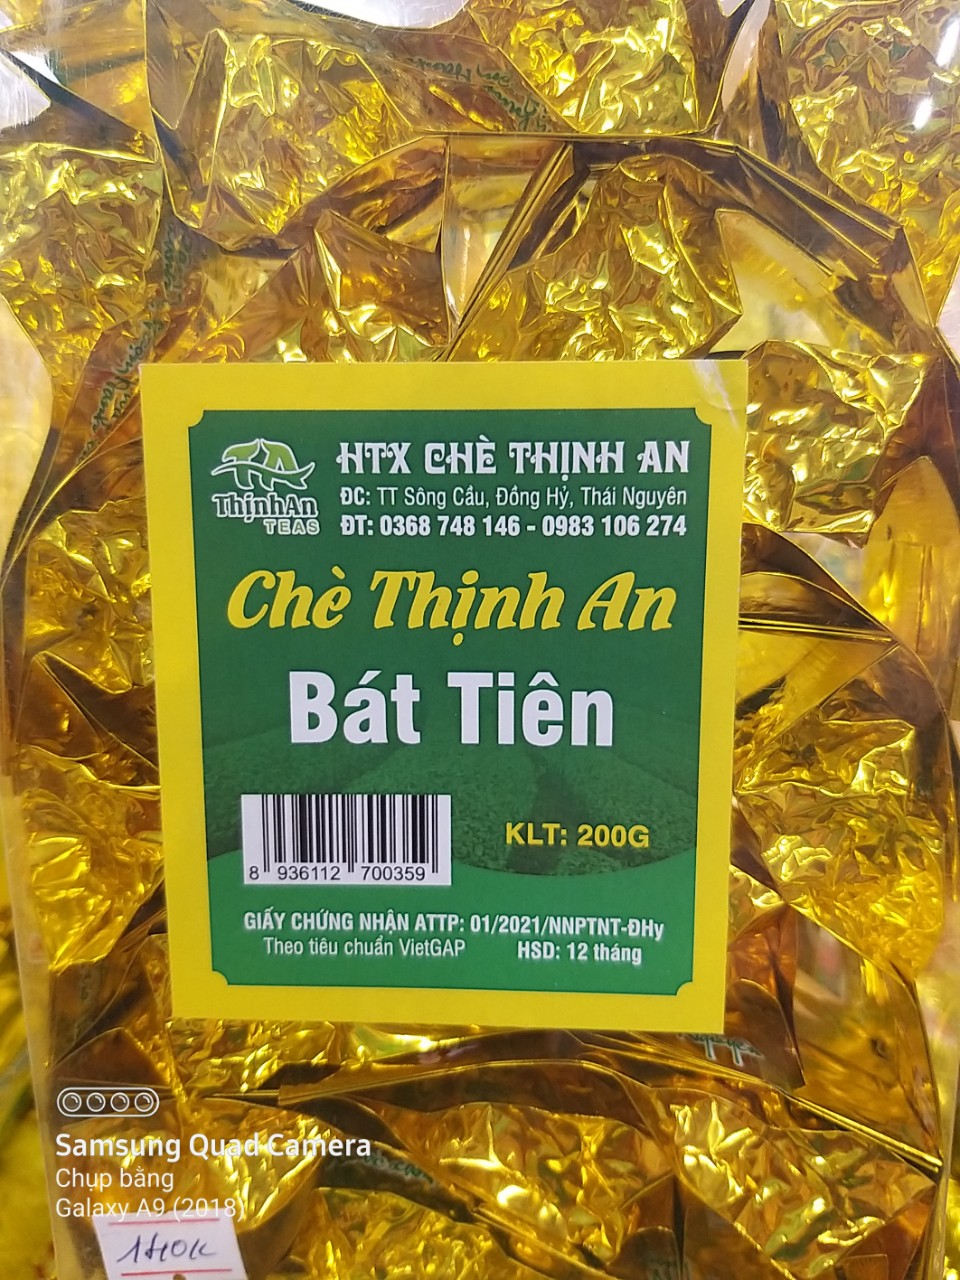 ThịnhAn
TEAS
HTX CHÈ THỊNH AN
ĐC: TT Sông Cầu, Đồng Hỷ, Thái Nguyên
ĐT: 0368 748 146 - 0983 106 274
Chè Thịnh An
Bát Tiên
KLT: 200G
8 936112 700359
GIẤY CHỨNG NHẬN ATTP: 01/2021/NNPTNT-ĐHy
Theo tiêu chuẩn VietGAP HSD: 12 tháng
Samsung Quad Camera
Chụp bằng
Galaxy A9 (2018)